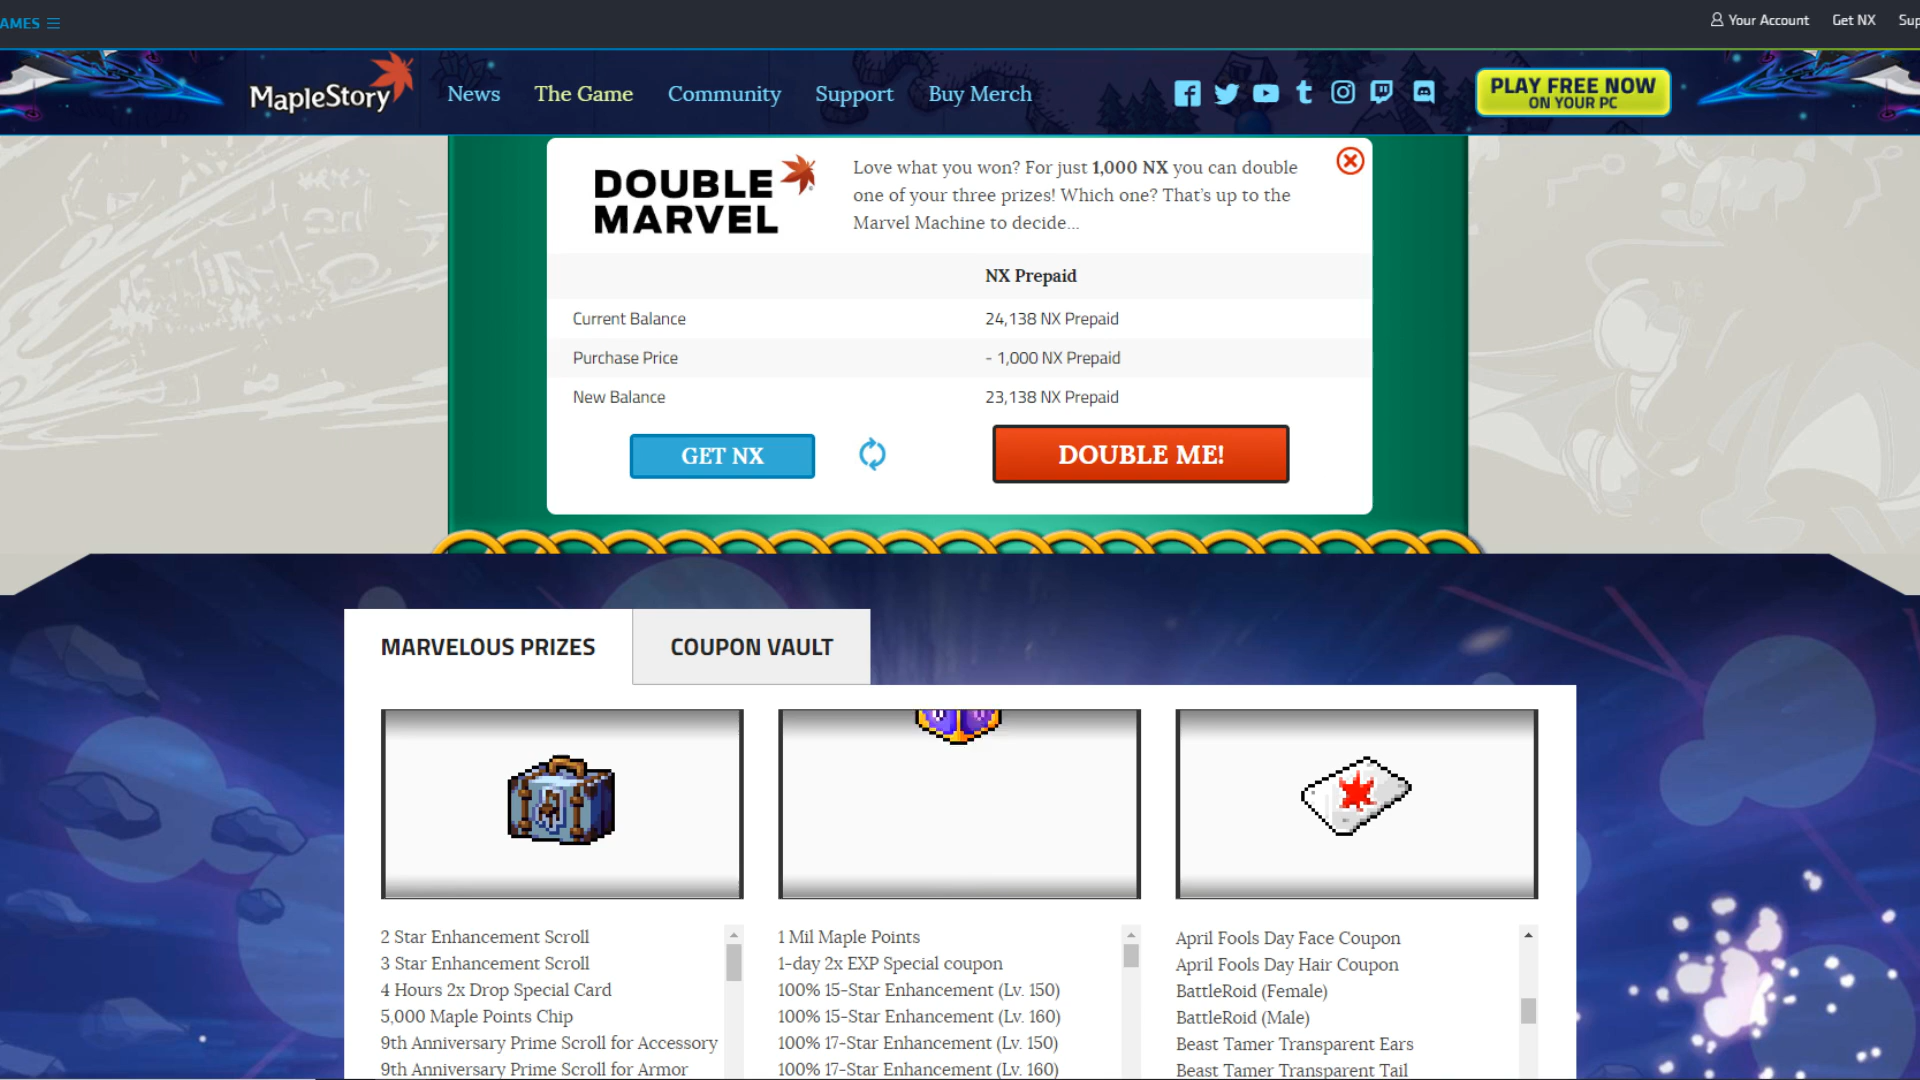 AMES
Your Account
Get NX
Sup
MapleStory
News
The Game
Community
Support
Buy Merch
PLAY FREE NOW
ON YOUR PC
DOUBLE
MARVEL
Love what you won? For just 1,000 NX you can double
one of your three prizes! Which one? That's up to the
Marvel Machine to decide...
NX Prepaid
Current Balance
24,138 NX Prepaid
Purchase Price
- 1,000 NX Prepaid
New Balance
23,138 NX Prepaid
GET NX
DOUBLE ME!
MARVELOUS PRIZES
COUPON VAULT
2 Star Enhancement Scroll
3 Star Enhancement Scroll
4 Hours 2x Drop Special Card
5,000 Maple Points Chip
9th Anniversary Prime Scroll for Accessory
9th Anniversary Prime Scroll for Armor
1 Mil Maple Points
1-day 2x EXP Special coupon
100% 15-Star Enhancement (Lv. 150)
100% 15-Star Enhancement (Lv. 160)
100% 17-Star Enhancement (Lv. 150)
100% 17-Star Enhancement (Lv. 160)
April Fools Day Face Coupon
April Fools Day Hair Coupon
BattleRoid (Female)
BattleRoid (Male)
Beast Tamer Transparent Ears
Beast Tamer Transparent Tail